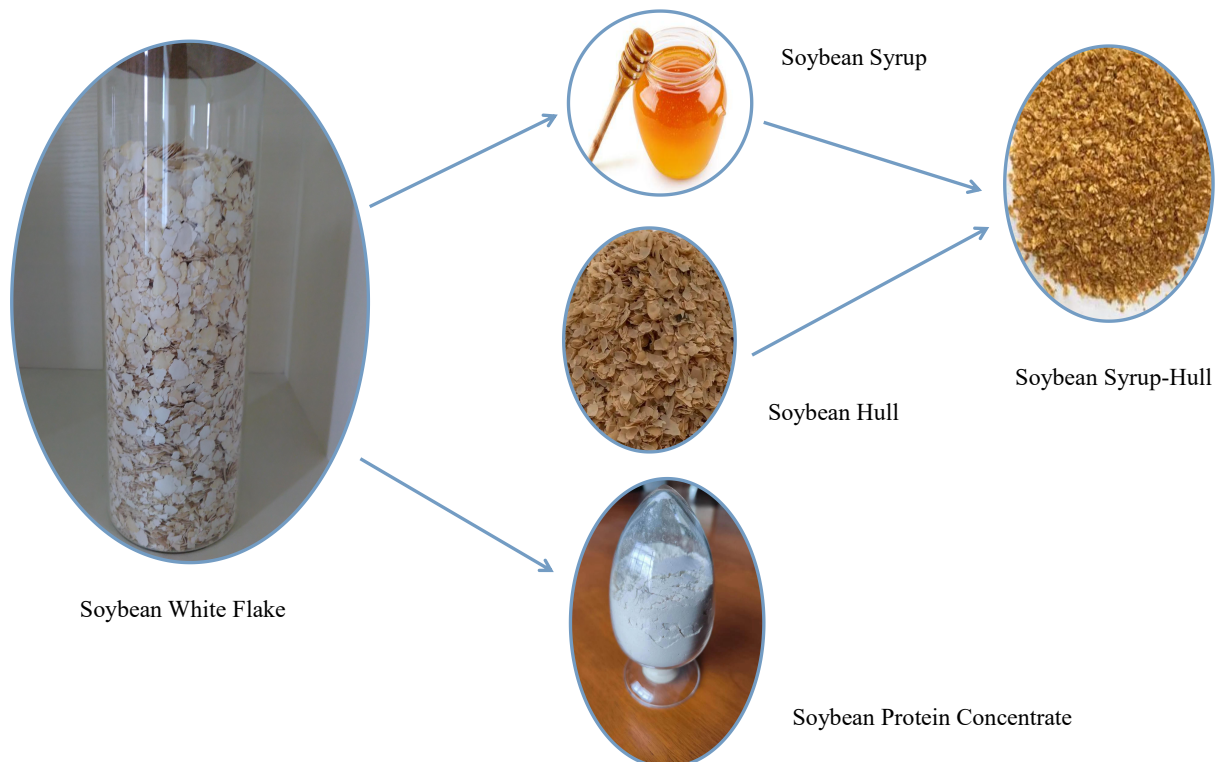 Soybean Syrup
Soybean Syrup-Hull
Soybean Hull
Soybean White Flake
Soybean Protein Concentrate